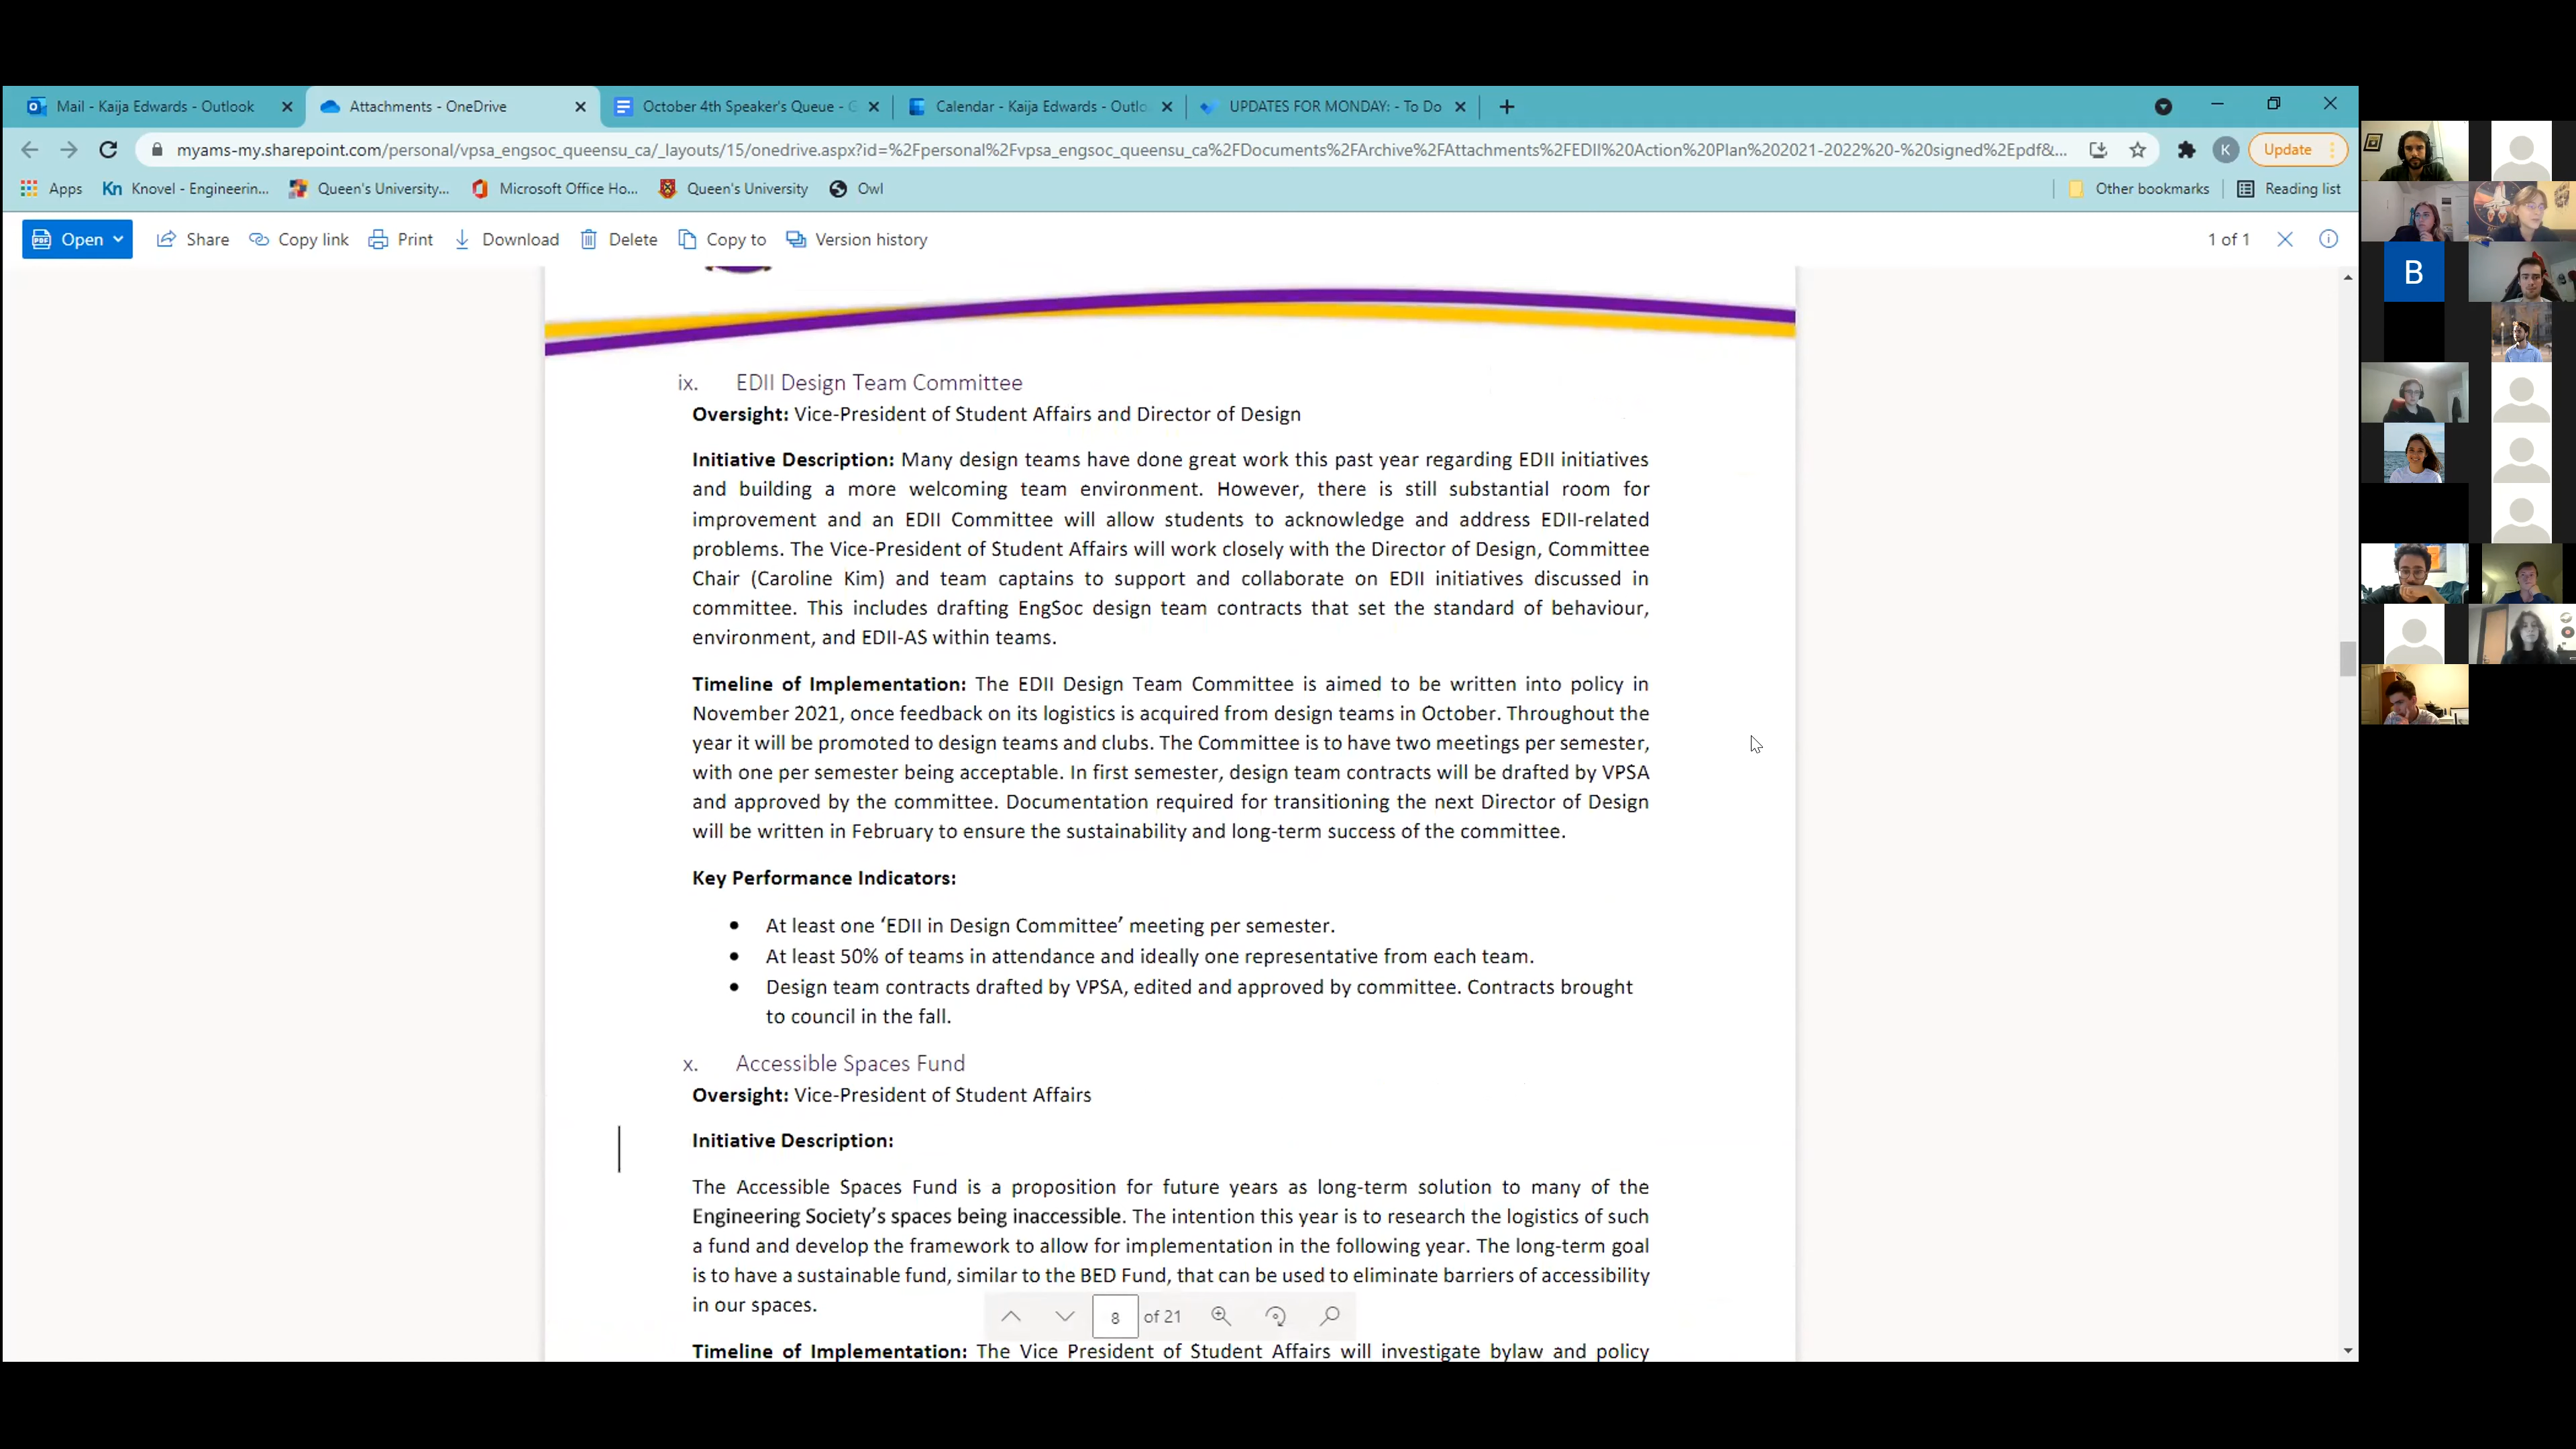 Mail - Kaija Edwards - Outlook
Attachments - OneDrive
October 4th Speaker's Queue - G
Calendar - Kaija Edwards - Outlo
UPDATES FOR MONDAY: - To Do
myams-my.sharepoint.com/personal/vpsa_engsoc_queensu_ca/_layouts/15/onedrive.aspx?id=%2Fpersonal%2Fvpsa_engsoc_queensu_ca%2FDocuments%2FArchive%2FAttachments%2FEDII%20Action%20Plan%202021-2022%20-%20signed%2Epdf&...
K
Update
Apps
Kn Knovel - Engineerin...
Queen's University...
Microsoft Office Ho...
Queen's University
Owl
Other bookmarks
Reading list
PDF Open
Share
Copy link
Print
Download
Delete
Copy to
Version history
1 of 1
B
ix. EDII Design Team Committee
Oversight: Vice-President of Student Affairs and Director of Design
Initiative Description: Many design teams have done great work this past year regarding EDII initiatives
and building a more welcoming team environment. However, there is still substantial room for
improvement and an EDII Committee will allow students to acknowledge and address EDII-related
problems. The Vice-President of Student Affairs will work closely with the Director of Design, Committee
Chair (Caroline Kim) and team captains to support and collaborate on EDII initiatives discussed in
committee. This includes drafting EngSoc design team contracts that set the standard of behaviour,
environment, and EDII-AS within teams.
Timeline of Implementation: The EDII Design Team Committee is aimed to be written into policy in
November 2021, once feedback on its logistics is acquired from design teams in October. Throughout the
year it will be promoted to design teams and clubs. The Committee is to have two meetings per semester,
with one per semester being acceptable. In first semester, design team contracts will be drafted by VPSA
and approved by the committee. Documentation required for transitioning the next Director of Design
will be written in February to ensure the sustainability and long-term success of the committee.
Key Performance Indicators:
• At least one ‘EDII in Design Committee’ meeting per semester.
• At least 50% of teams in attendance and ideally one representative from each team.
• Design team contracts drafted by VPSA, edited and approved by committee. Contracts brought
to council in the fall.
x. Accessible Spaces Fund
Oversight: Vice-President of Student Affairs
Initiative Description:
The Accessible Spaces Fund is a proposition for future years as long-term solution to many of the
Engineering Society’s spaces being inaccessible. The intention this year is to research the logistics of such
a fund and develop the framework to allow for implementation in the following year. The long-term goal
is to have a sustainable fund, similar to the BED Fund, that can be used to eliminate barriers of accessibility
in our spaces.
8 of 21
Timeline of Implementation: The Vice President of Student Affairs will investigate bylaw and policy